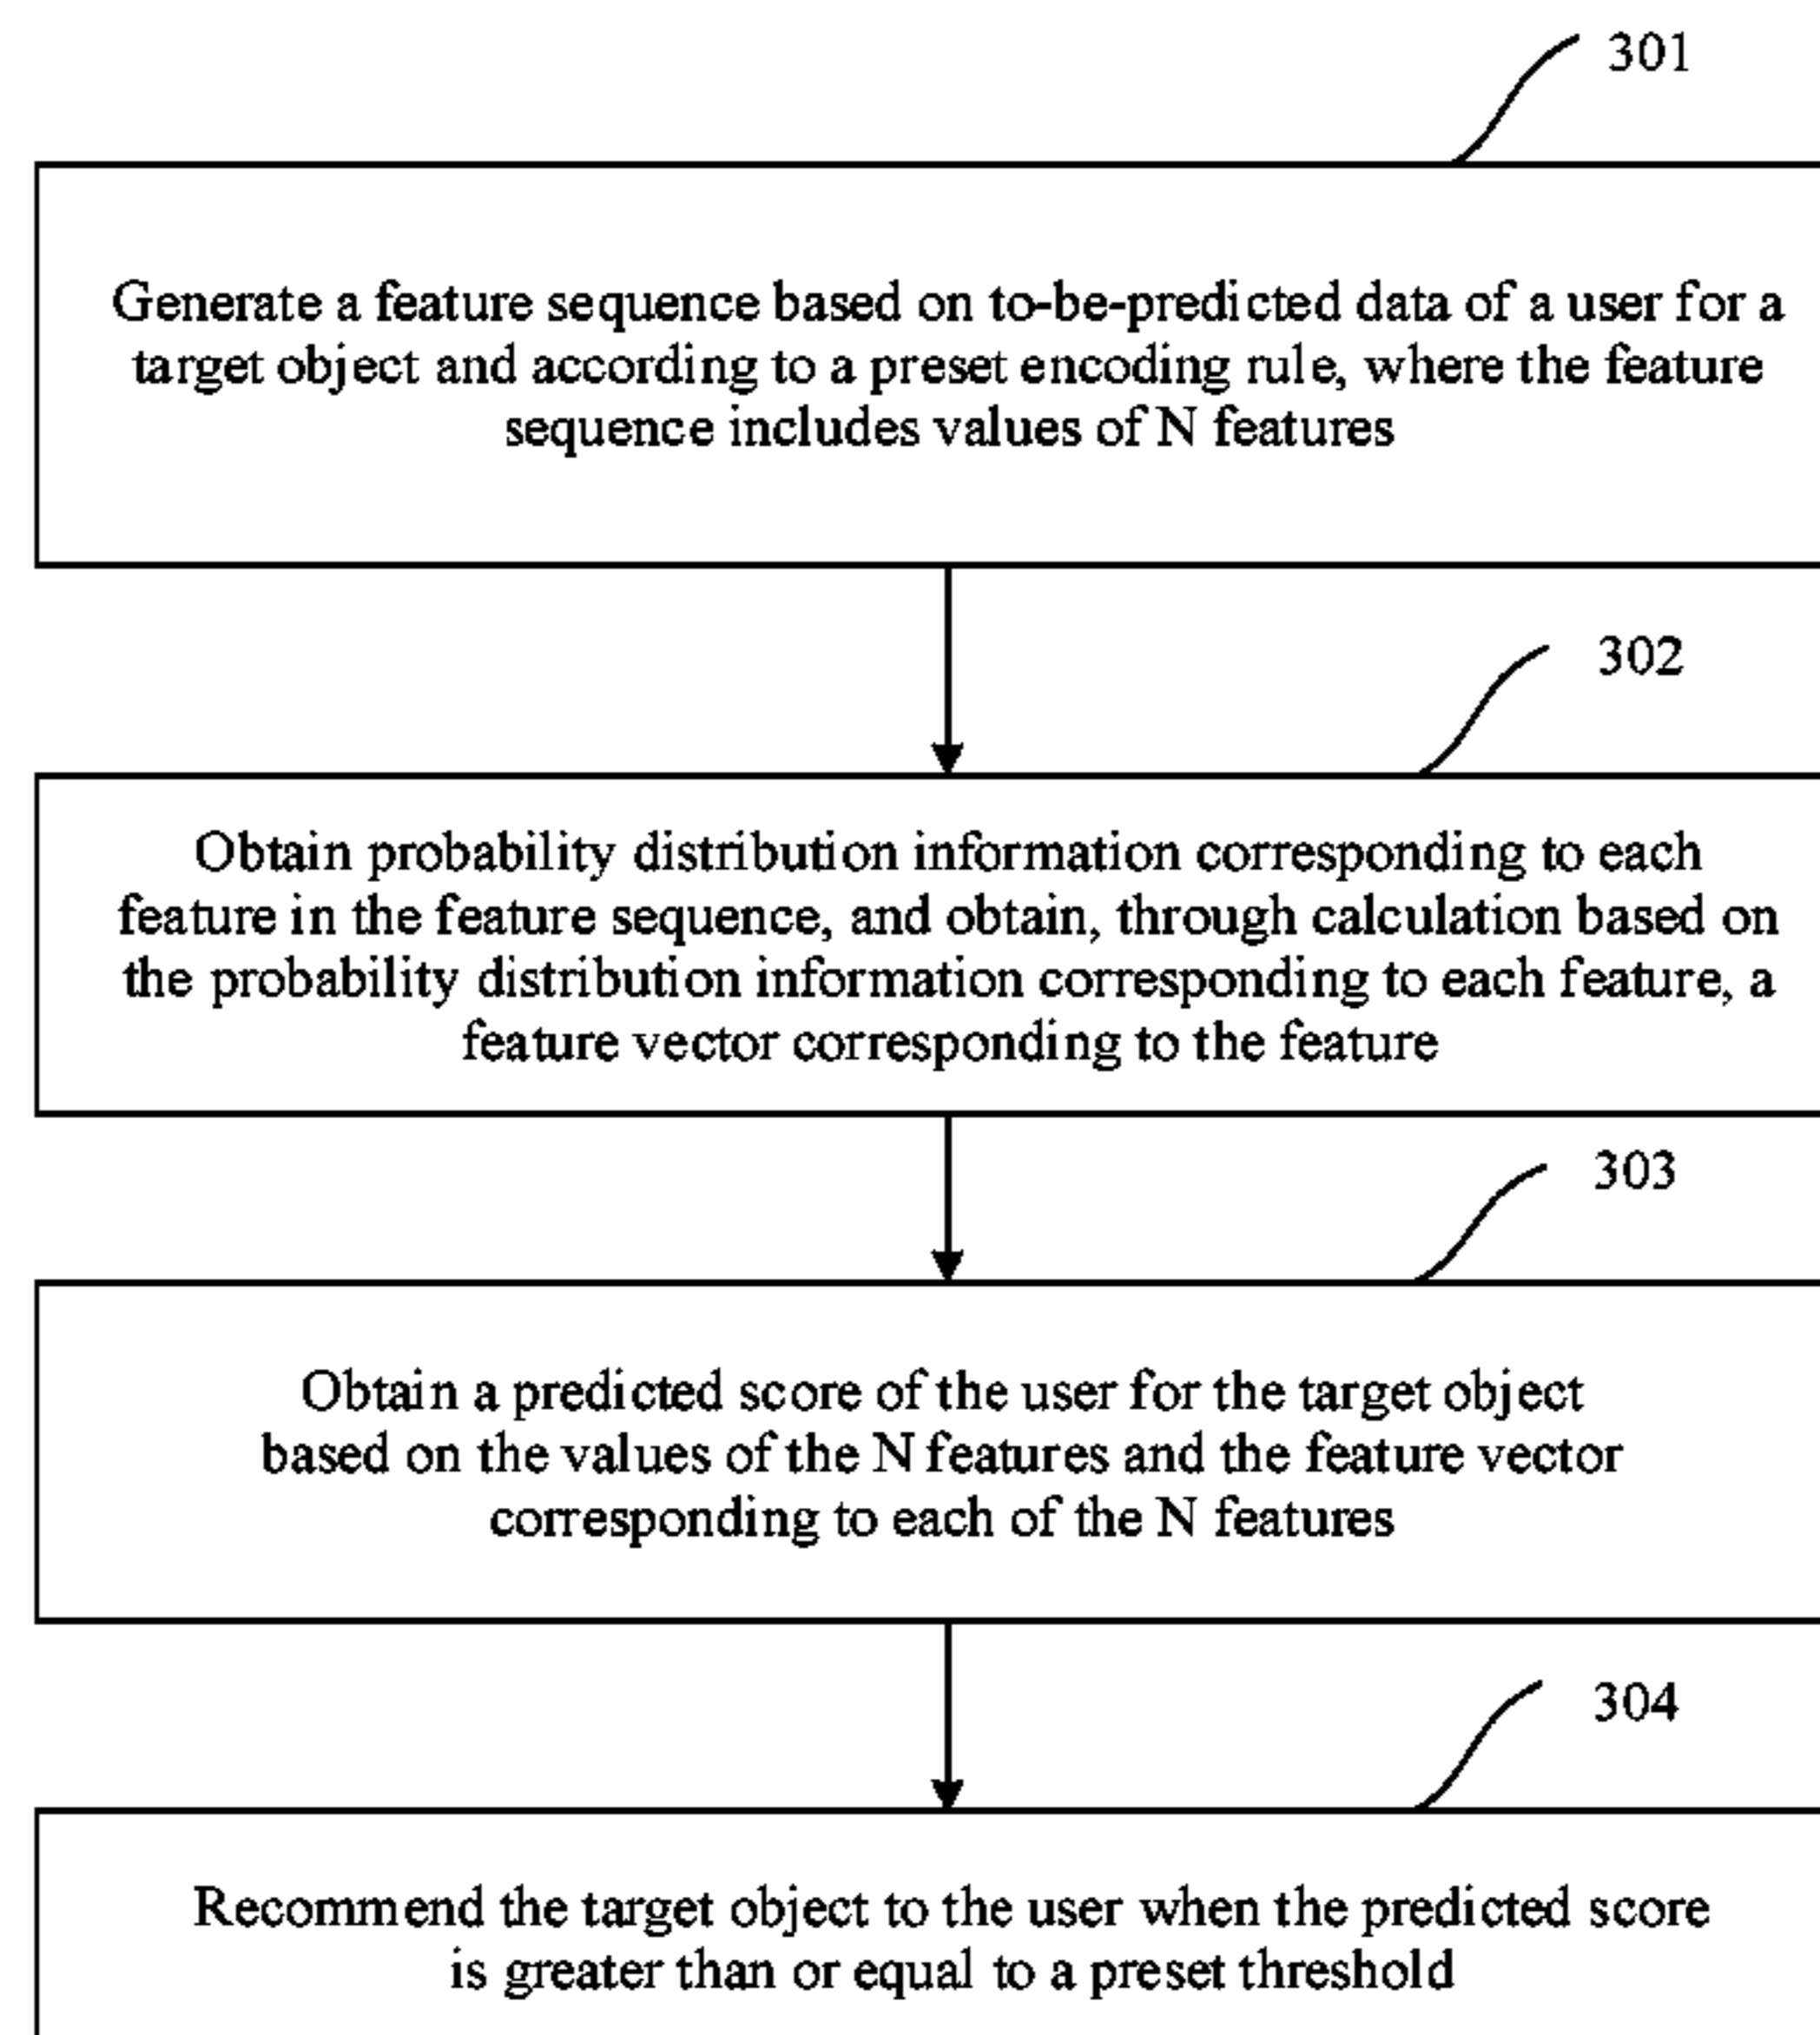 301
Generate a feature sequence based on to-be-predicted data of a user for a
target object and according to a preset encoding rule, where the feature
sequence includes values of N features
302
Obtain probability distribution information corresponding to each
feature in the feature sequence, and obtain, through calculation based on
the probability distribution information corresponding to each feature, a
feature vector corresponding to the feature
303
Obtain a predicted score of the user for the target object
based on the values of the N features and the feature vector
corresponding to each of the N features
304
Recommend the target object to the user when the predicted score
is greater than or equal to a preset threshold